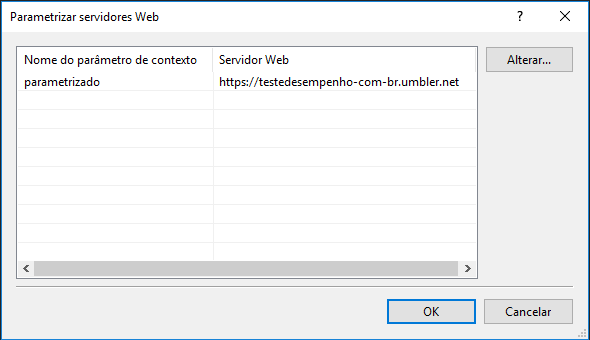 Parametrizar servidores Web
Nome do parâmetro de contexto Servidor Web Alterar...
parametrizado https://testedesempenho-com-br.umbler.net
OK Cancelar